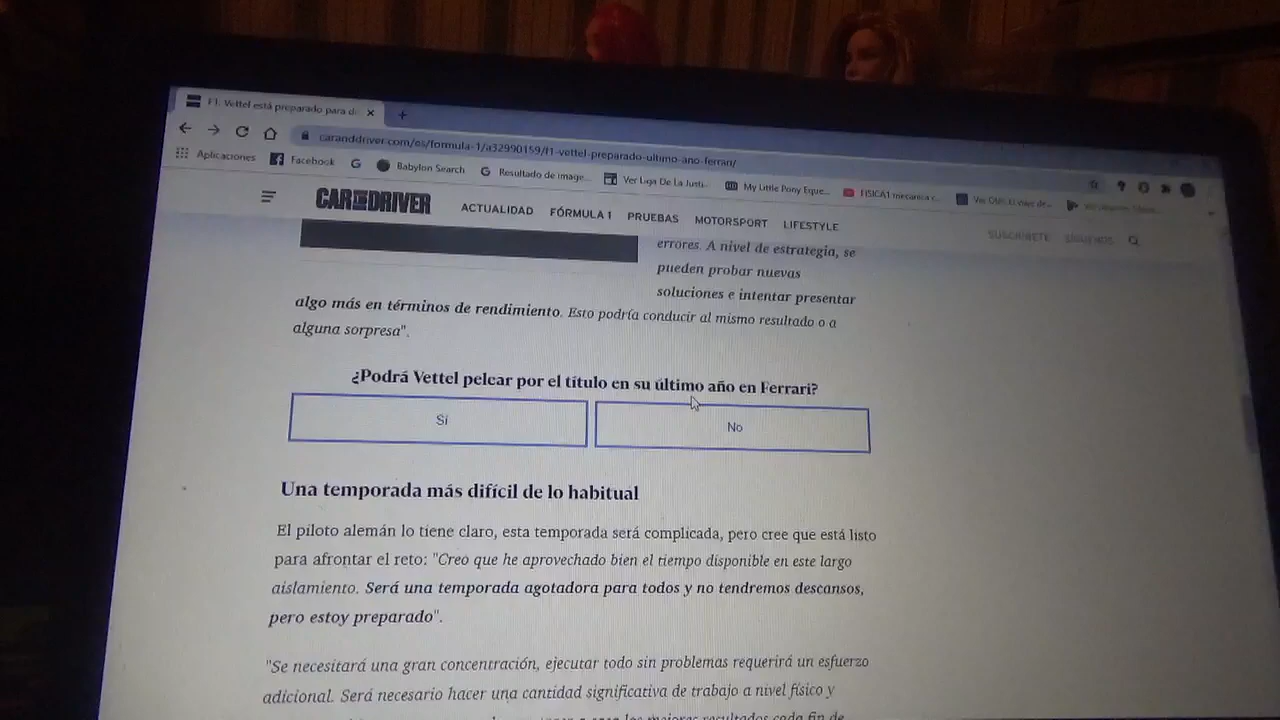 F1. Vettel está preparado para d
caranddriver.com/es/formula-1/a32990159/f1-vettel-preparado-ultimo-ano-ferrari/
Aplicaciones
Facebook
Babylon Search
Resultado de image...
Ver Liga De La Justi...
My Little Pony Eque...
FISICA1 mecanica c...
CAR AND DRIVER
ACTUALIDAD FÓRMULA 1 PRUEBAS MOTORSPORT LIFESTYLE
SUSCRÍBETE SÍGUENOS
errores. A nivel de estrategia, se
pueden probar nuevas
soluciones e intentar presentar
algo más en términos de rendimiento. Esto podría conducir al mismo resultado o a
alguna sorpresa".
¿Podrá Vettel pelear por el título en su último año en Ferrari?
Sí
No
Una temporada más difícil de lo habitual
El piloto alemán lo tiene claro, esta temporada será complicada, pero cree que está listo
para afrontar el reto: "Creo que he aprovechado bien el tiempo disponible en este largo
aislamiento. Será una temporada agotadora para todos y no tendremos descansos,
pero estoy preparado".
"Se necesitará una gran concentración, ejecutar todo sin problemas requerirá un esfuerzo
adicional. Será necesario hacer una cantidad significativa de trabajo a nivel físico y
los mejores resultados cada fin de